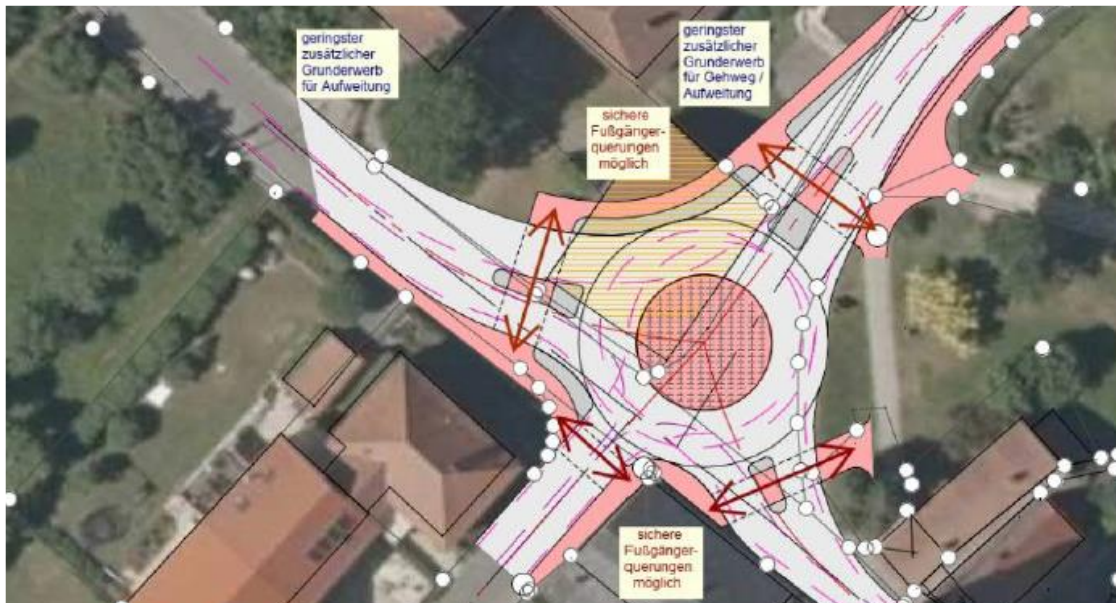 geringster
zusätzlicher
Grunderwerb
für Aufweitung
geringster
zusätzlicher
Grunderwerb
für Gehweg /
Aufweitung
sichere
Fußgänger-
querungen
möglich
sichere
Fußgänger-
querungen
möglich